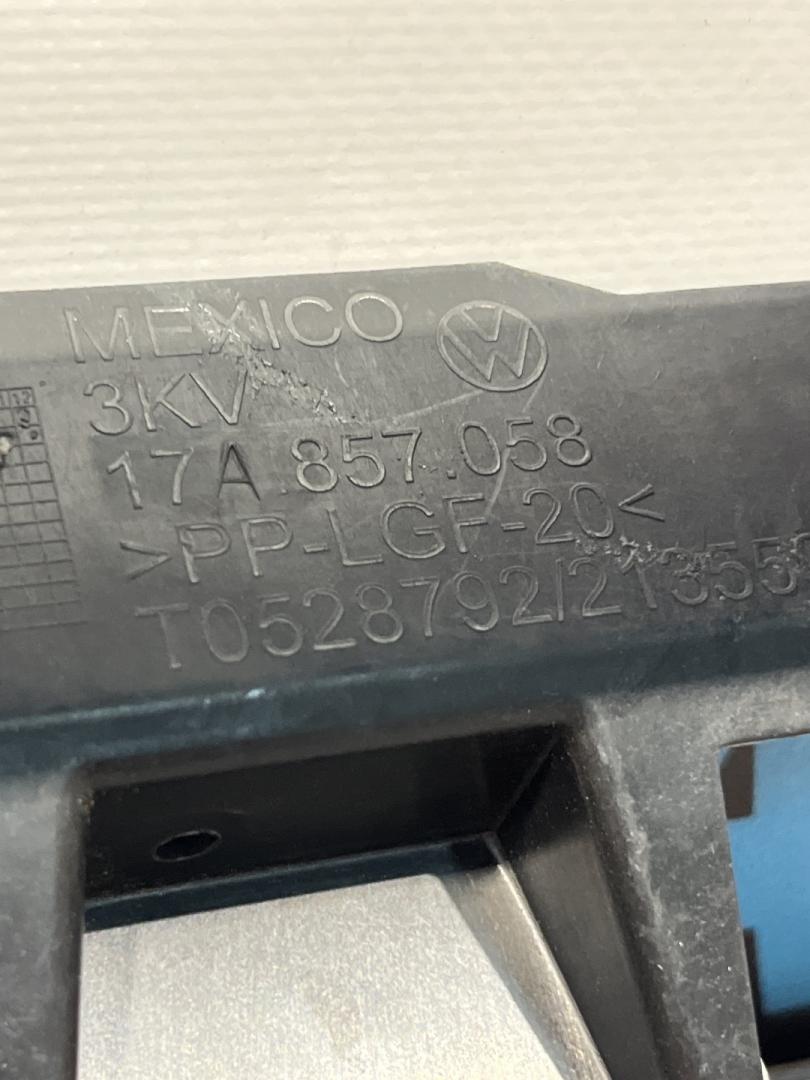 MEXICO
3KV
17A.857.058
>PP-LGF-20<